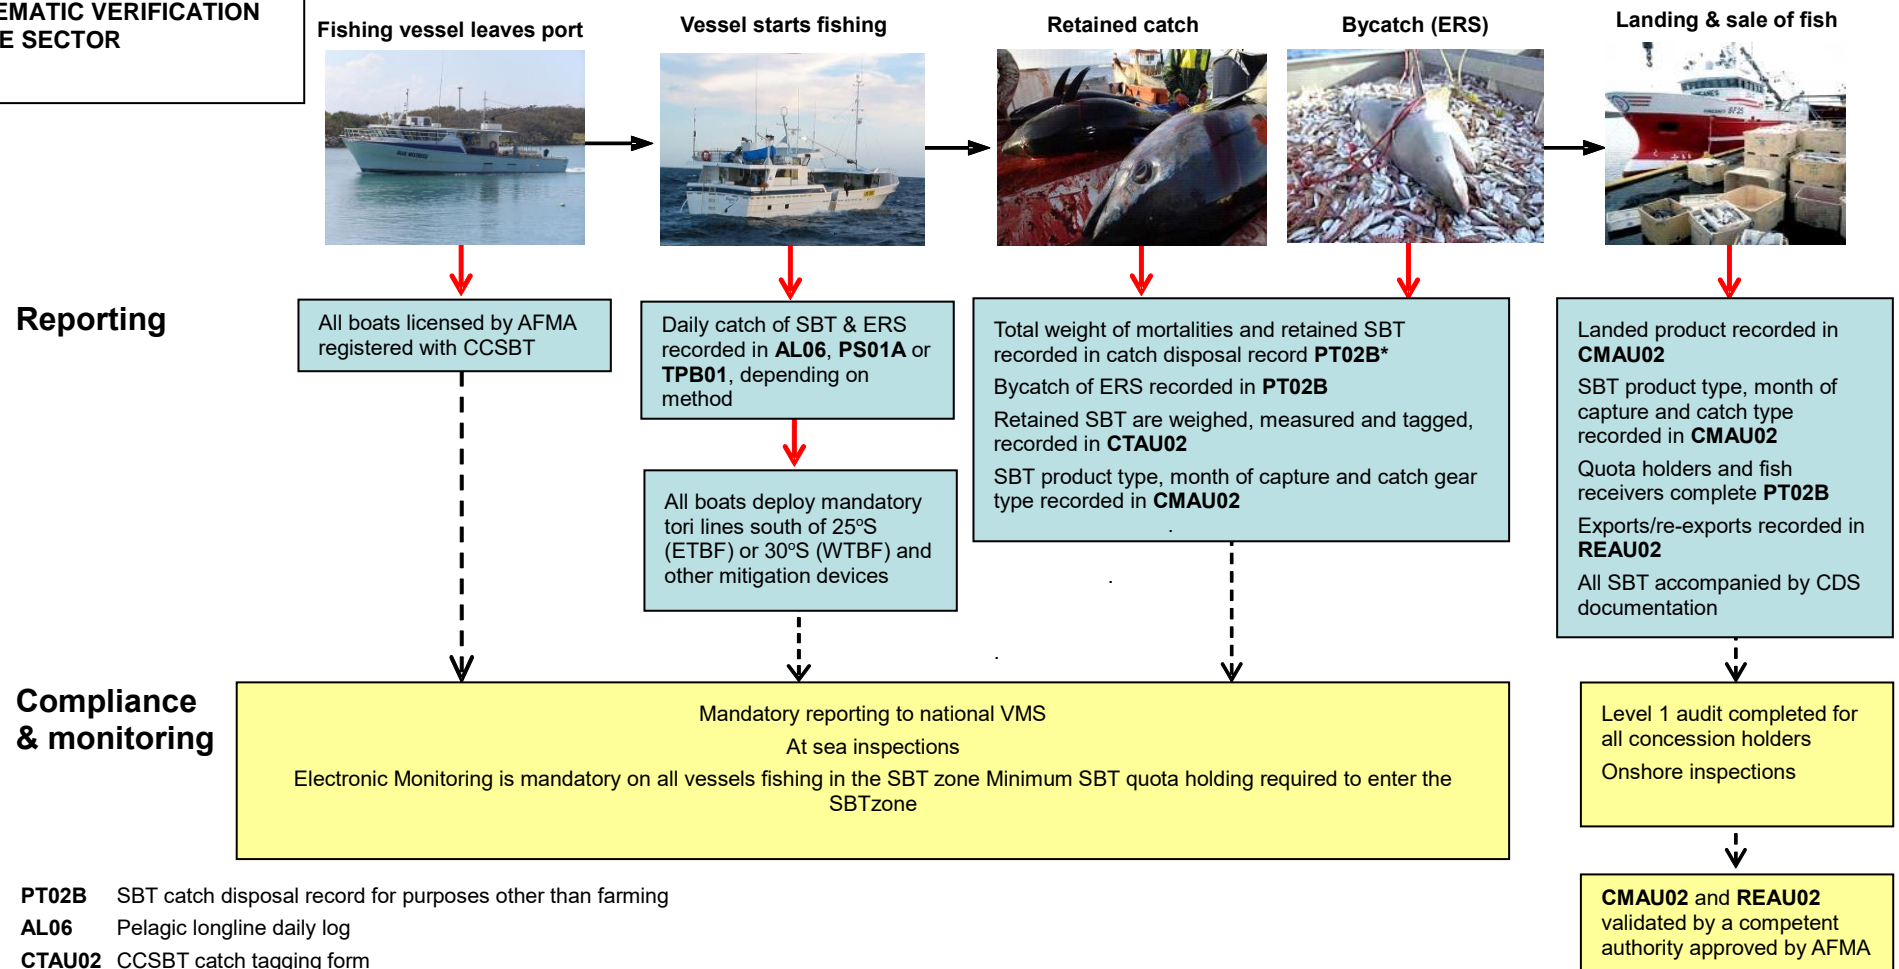 EMATIC VERIFICATION
E SECTOR
Fishing vessel leaves port
Vessel starts fishing
Retained catch
Bycatch (ERS)
Landing & sale of fish
Reporting
All boats licensed by AFMA
registered with CCSBT
Daily catch of SBT & ERS
recorded in AL06, PS01A or
TPB01, depending on
method
All boats deploy mandatory
tori lines south of 25°S
(ETBF) or 30°S (WTBF) and
other mitigation devices
Total weight of mortalities and retained SBT
recorded in catch disposal record PT02B*
Bycatch of ERS recorded in PT02B
Retained SBT are weighed, measured and tagged,
recorded in CTAU02
SBT product type, month of capture and catch gear
type recorded in CMAU02
Landed product recorded in
CMAU02
SBT product type, month of
capture and catch type
recorded in CMAU02
Quota holders and fish
receivers complete PT02B
Exports/re-exports recorded in
REAU02
All SBT accompanied by CDS
documentation
Compliance
& monitoring
Mandatory reporting to national VMS
At sea inspections
Electronic Monitoring is mandatory on all vessels fishing in the SBT zone Minimum SBT quota holding required to enter the
SBTzone
Level 1 audit completed for
all concession holders
Onshore inspections
CMAU02 and REAU02
validated by a competent
authority approved by AFMA
PT02B SBT catch disposal record for purposes other than farming
AL06 Pelagic longline daily log
CTAU02 CCSBT catch tagging form